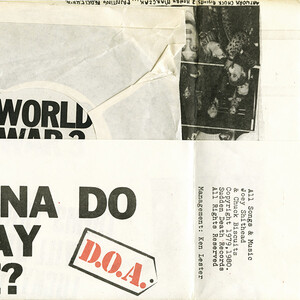 WORLD
WAR 3
NA DO
AY
?
D.O.A.
All Songs & Music
Joey Shithead
& Chuck Biscuits
Copyright 1979,1980.
Sudden Death Records
All Rights Reserved
Management: Ken Lester